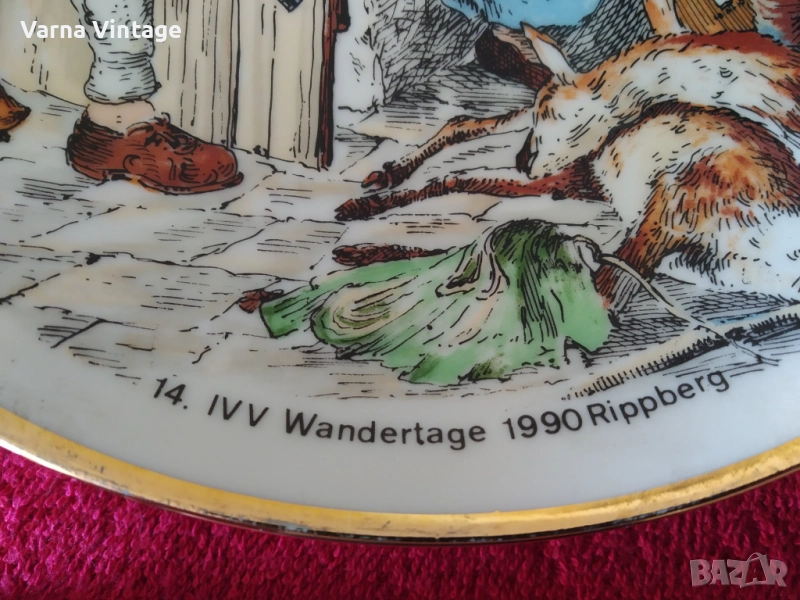 Varna Vintage
14. IVV Wandertage 1990 Rippberg
BAZAR